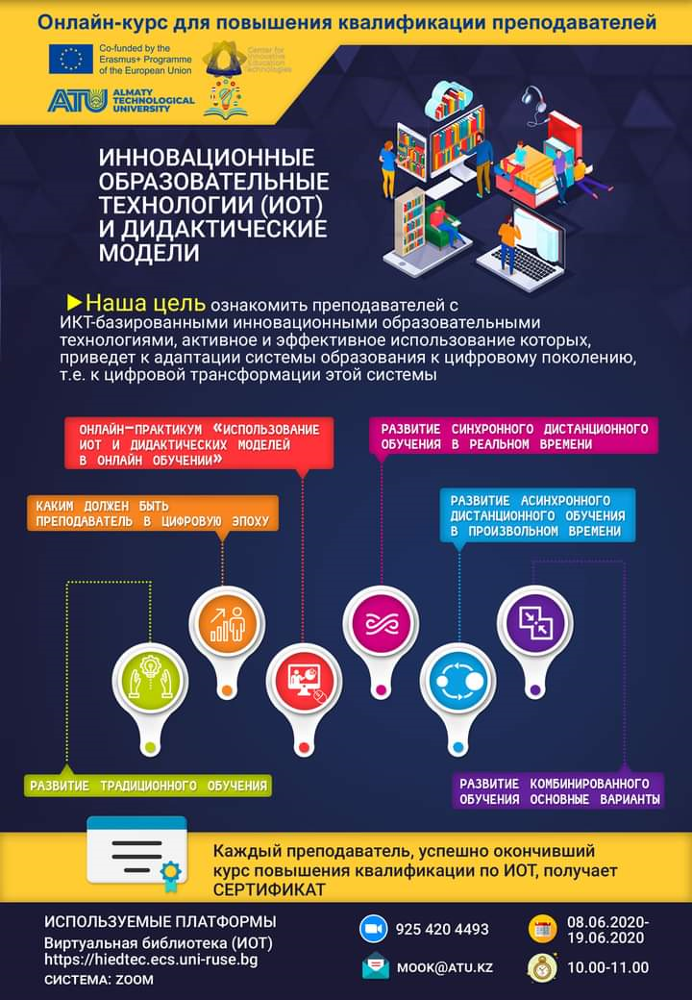 Онлайн-курс для повышения квалификации преподавателей
Co-funded by the
Erasmus+ Programme
of the European Union
Center for
Innovative
Education
Technologies
ATU ALMATY
TECHNOLOGICAL
UNIVERSITY
ИННОВАЦИОННЫЕ
ОБРАЗОВАТЕЛЬНЫЕ
ТЕХНОЛОГИИ (ИОТ)
И ДИДАКТИЧЕСКИЕ
МОДЕЛИ
Наша цель ознакомить преподавателей с
ИКТ-базированными инновационными образовательными
технологиями, активное и эффективное использование которых,
приведет к адаптации системы образования к цифровому поколению,
т.е. к цифровой трансформации этой системы
ОНЛАЙН-ПРАКТИКУМ «ИСПОЛЬЗОВАНИЕ
ИОТ И ДИДАКТИЧЕСКИХ МОДЕЛЕЙ
В ОНЛАЙН ОБУЧЕНИИ»
РАЗВИТИЕ СИНХРОННОГО ДИСТАНЦИОННОГО
ОБУЧЕНИЯ В РЕАЛЬНОМ ВРЕМЕНИ
КАКИМ ДОЛЖЕН БЫТЬ
ПРЕПОДАВАТЕЛЬ В ЦИФРОВУЮ ЭПОХУ
РАЗВИТИЕ АСИНХРОННОГО
ДИСТАНЦИОННОГО ОБУЧЕНИЯ
В ПРОИЗВОЛЬНОМ ВРЕМЕНИ
РАЗВИТИЕ ТРАДИЦИОННОГО ОБУЧЕНИЯ
РАЗВИТИЕ КОМБИНИРОВАННОГО
ОБУЧЕНИЯ ОСНОВНЫЕ ВАРИАНТЫ
Каждый преподаватель, успешно окончивший
курс повышения квалификации по ИОТ, получает
СЕРТИФИКАТ
ИСПОЛЬЗУЕМЫЕ ПЛАТФОРМЫ
Виртуальная библиотека (ИОТ)
https://hiedtec.ecs.uni-ruse.bg
СИСТЕМА: ZOOM
925 420 4493
MOOK@ATU.KZ
08.06.2020-
19.06.2020
10.00-11.00